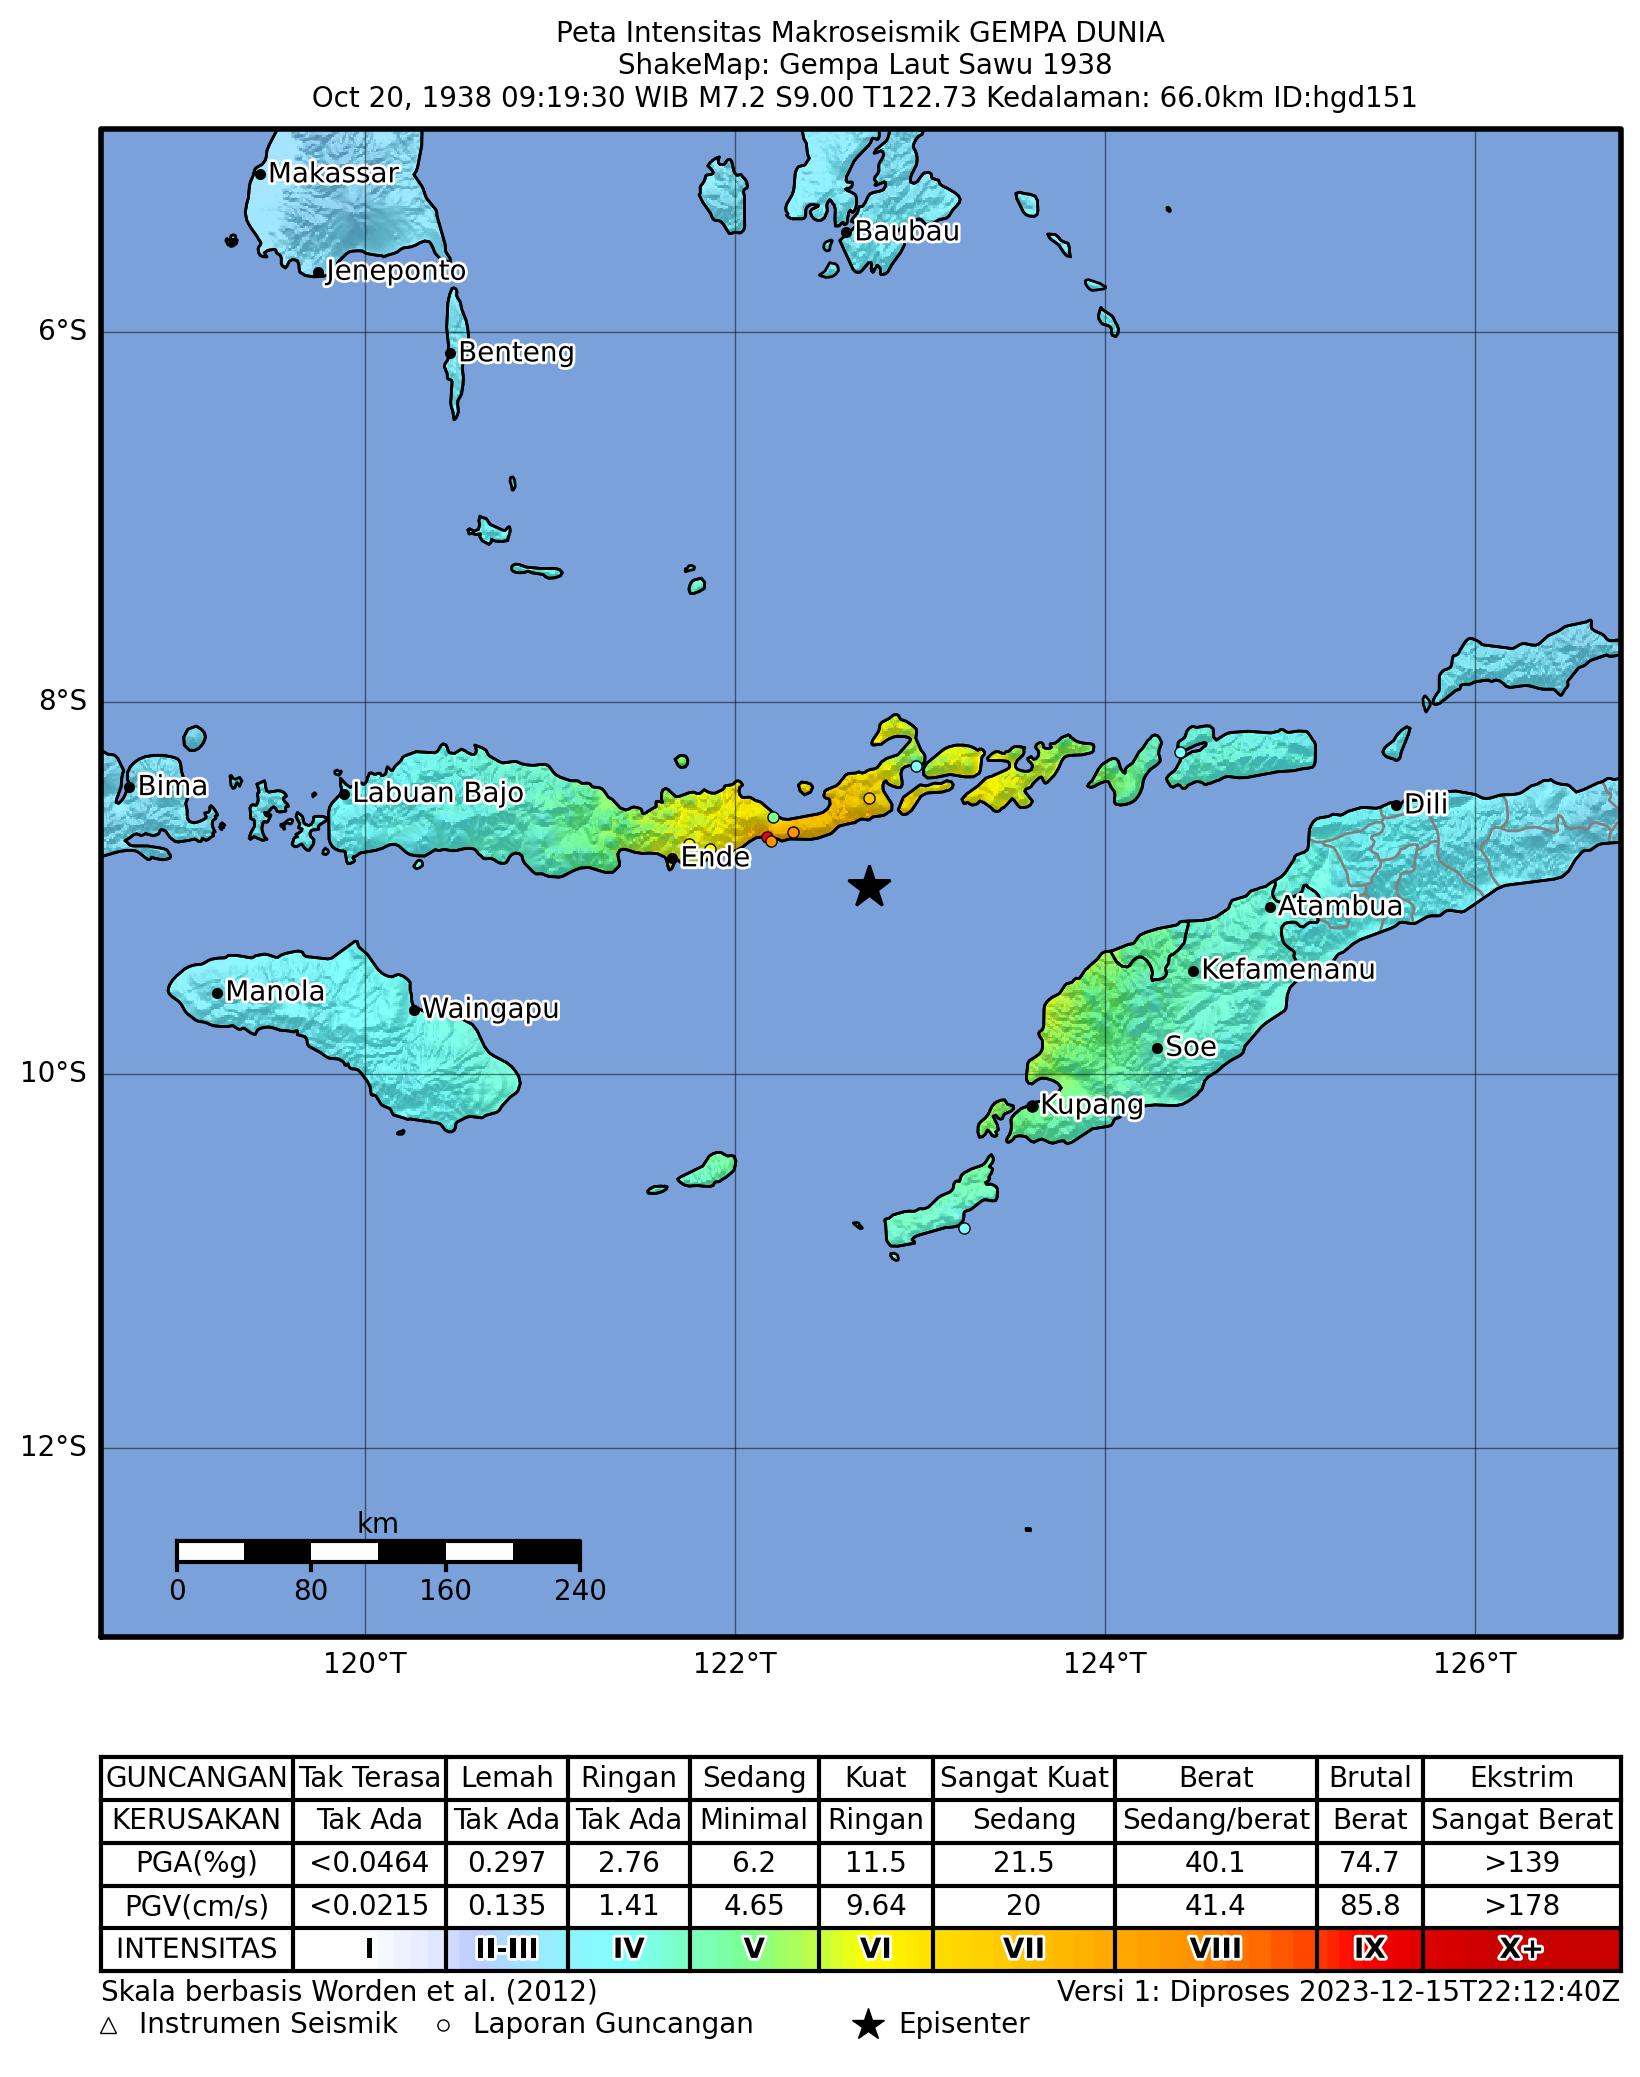 Peta Intensitas Makroseismik GEMPA DUNIA
ShakeMap: Gempa Laut Sawu 1938
Oct 20, 1938 09:19:30 WIB M7.2 S9.00 T122.73 Kedalaman: 66.0km ID:hgd151
Makassar
Baubau
Jeneponto
6°S
Benteng
8°S
Bima
Labuan Bajo
Dili
Ende
Atambua
Kefamenanu
Manola
Waingapu
Soe
10°S
Kupang
12°S
km
0 80 160 240
120°T 122°T 124°T 126°T
GUNCANGAN Tak Terasa Lemah Ringan Sedang Kuat Sangat Kuat Berat Brutal Ekstrim
KERUSAKAN Tak Ada Tak Ada Tak Ada Minimal Ringan Sedang Sedang/berat Berat Sangat Berat
PGA(%g) <0.0464 0.297 2.76 6.2 11.5 21.5 40.1 74.7 >139
PGV(cm/s) <0.0215 0.135 1.41 4.65 9.64 20 41.4 85.8 >178
INTENSITAS I II-III IV V VI VII VIII IX X+
Skala berbasis Worden et al. (2012) Versi 1: Diproses 2023-12-15T22:12:40Z
Instrumen Seismik Laporan Guncangan Episenter